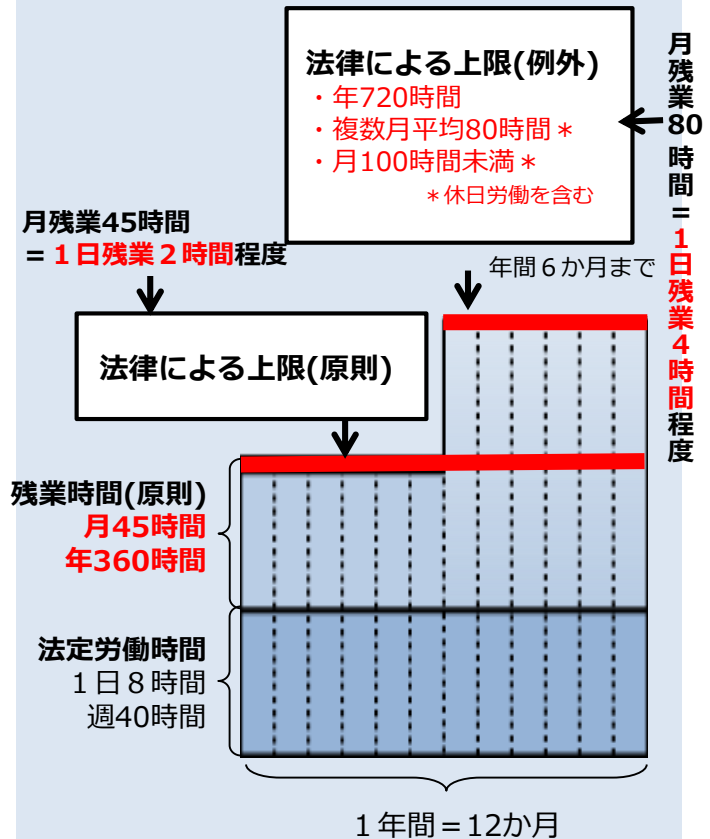 法律による上限(例外)
・年720時間
・複数月平均80時間＊
・月100時間未満＊
＊休日労働を含む
月残業80時間＝１日残業４時間程度
月残業45時間
＝１日残業２時間程度
年間６か月まで
法律による上限(原則)
残業時間(原則)
月45時間
年360時間
法定労働時間
１日８時間
週40時間
１年間＝12か月